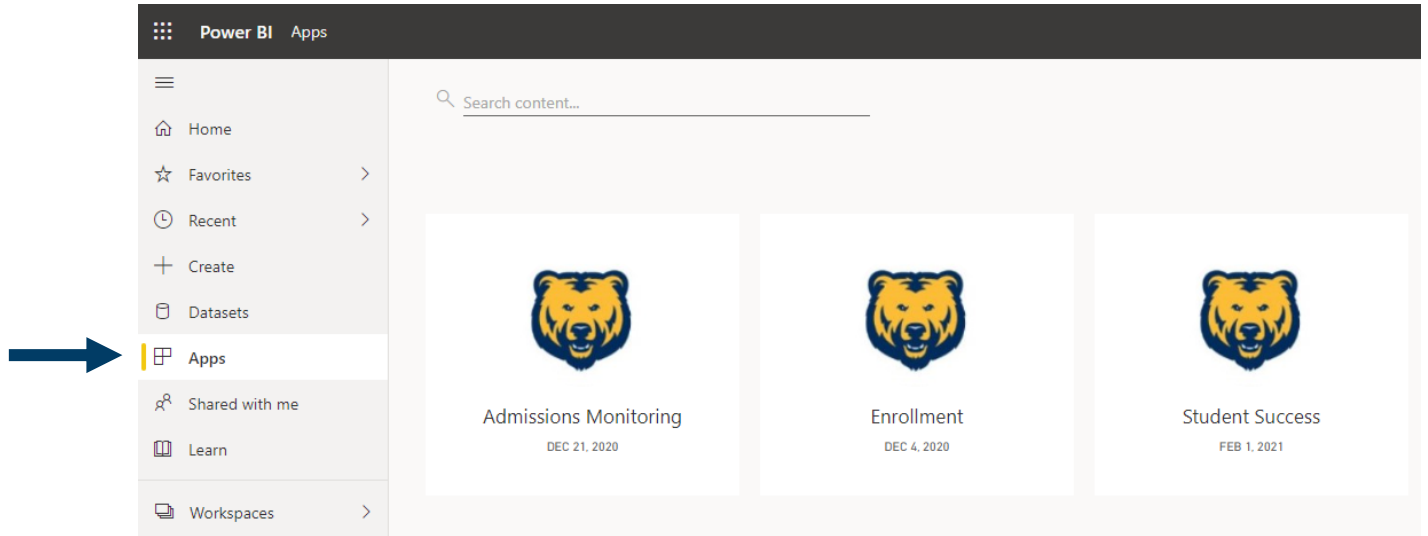 Power BI Apps
Search content...
Home
Favorites
Recent
Create
Datasets
Apps
Shared with me
Learn
Workspaces
Admissions Monitoring
DEC 21, 2020
Enrollment
DEC 4, 2020
Student Success
FEB 1, 2021